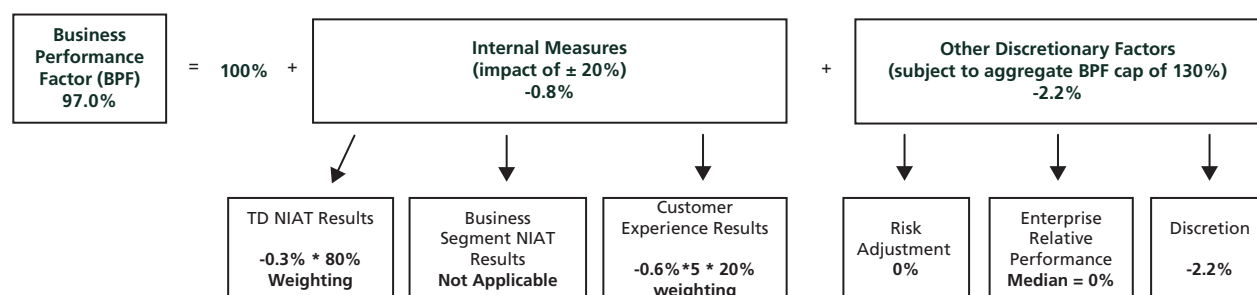 Business
Performance
Factor (BPF)
97.0%
=
100%
+
Internal Measures
(impact of ± 20%)
-0.8%
+
Other Discretionary Factors
(subject to aggregate BPF cap of 130%)
-2.2%
TD NIAT Results
-0.3% * 80%
Weighting
Business
Segment NIAT
Results
Not Applicable
Customer
Experience Results
-0.6%*5 * 20%
weighting
Risk
Adjustment
0%
Enterprise
Relative
Performance
Median = 0%
Discretion
-2.2%